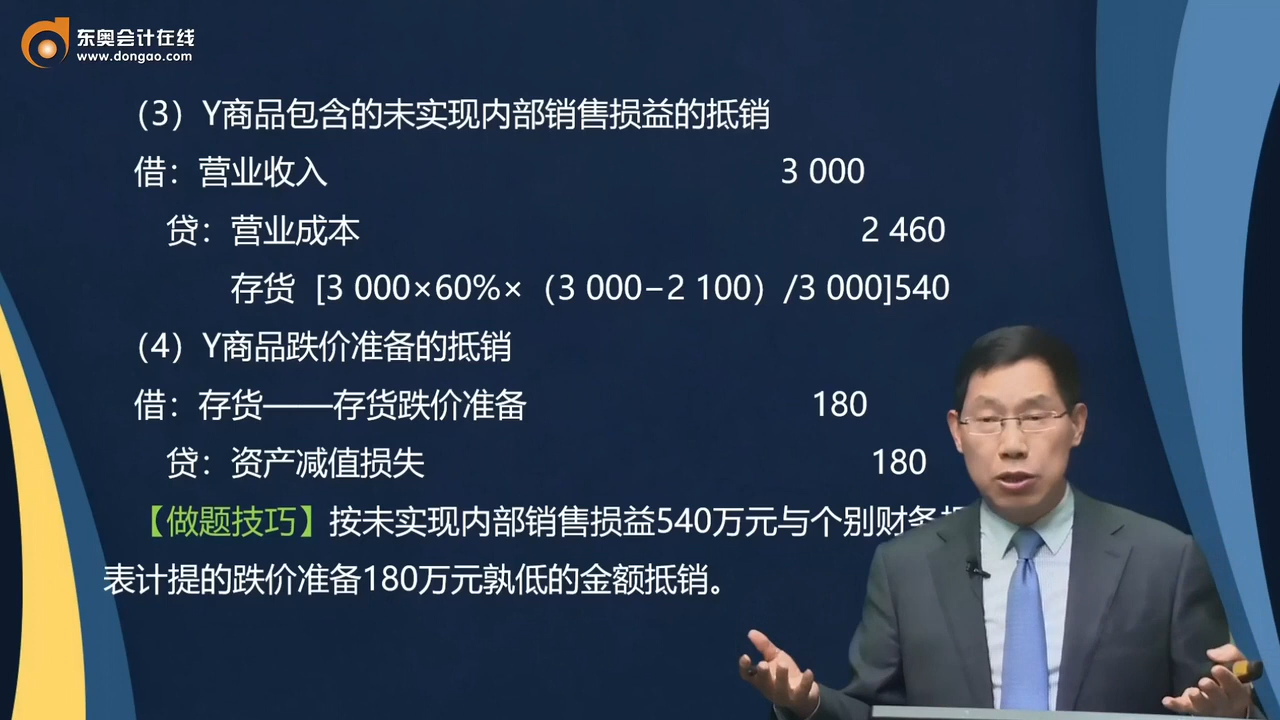 东奥会计在线
www.dongao.com
（3）Y商品包含的未实现内部销售损益的抵销
借：营业收入 3 000
贷：营业成本 2 460
存货 [3 000×60%×（3 000−2 100）/3 000]540
（4）Y商品跌价准备的抵销
借：存货——存货跌价准备 180
贷：资产减值损失 180
【做题技巧】按未实现内部销售损益540万元与个别财务
表计提的跌价准备180万元孰低的金额抵销。